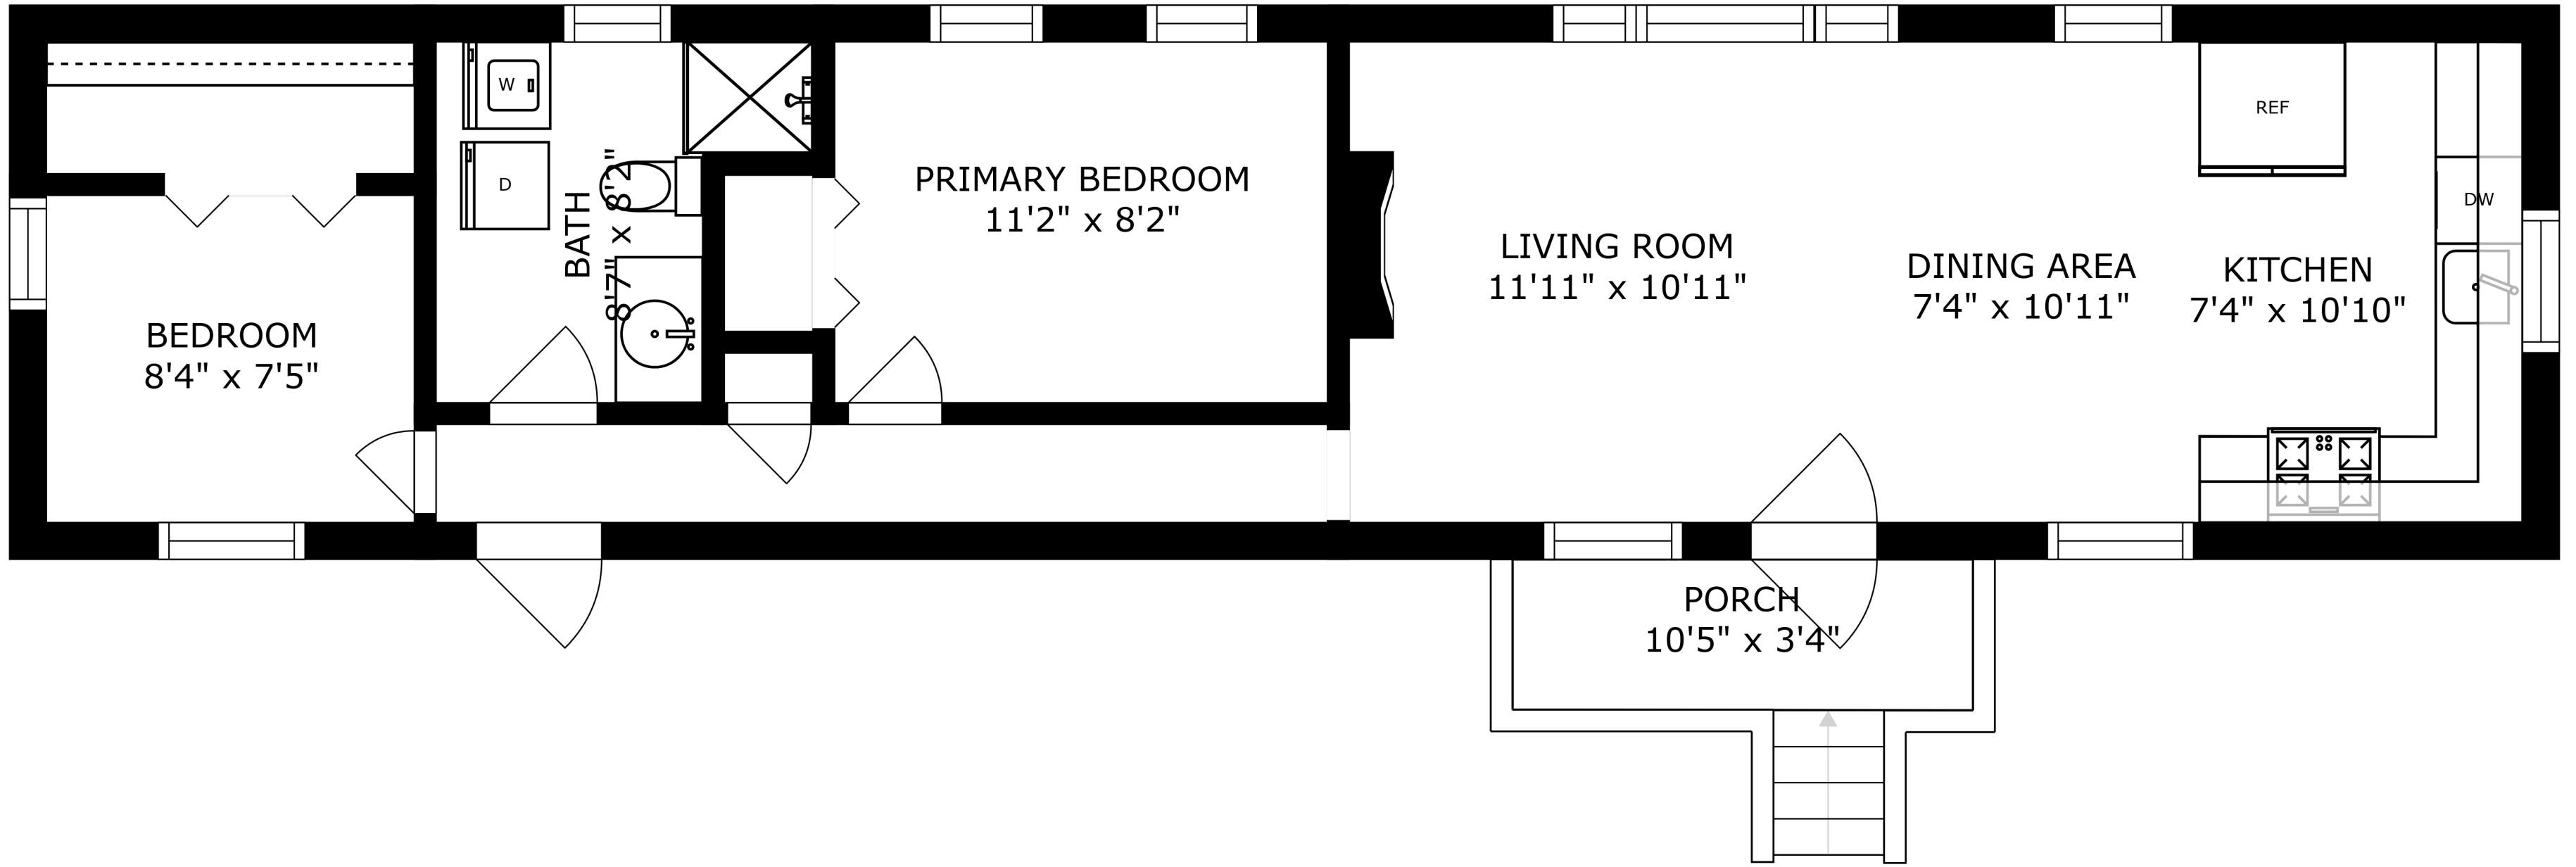 W
D
BATH
8'7" x 8'2"
BEDROOM
8'4" x 7'5"
PRIMARY BEDROOM
11'2" x 8'2"
LIVING ROOM
11'11" x 10'11"
DINING AREA
7'4" x 10'11"
KITCHEN
7'4" x 10'10"
REF
DW
PORCH
10'5" x 3'4"